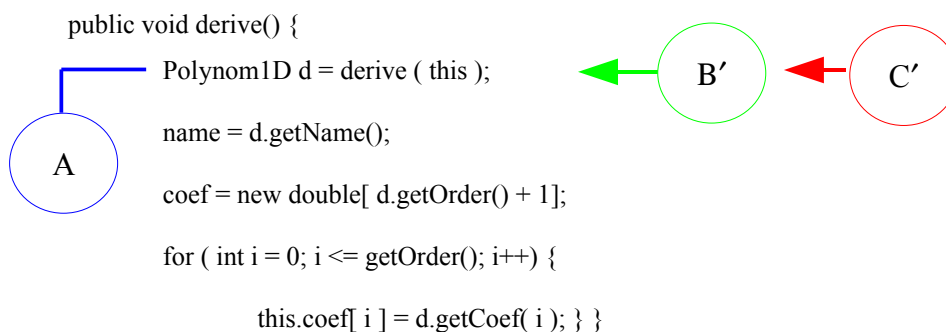 public void derive() {
Polynom1D d = derive ( this );
B′
C′
A
name = d.getName();
coef = new double[ d.getOrder() + 1];
for ( int i = 0; i <= getOrder(); i++) {
this.coef[ i ] = d.getCoef( i ); } }